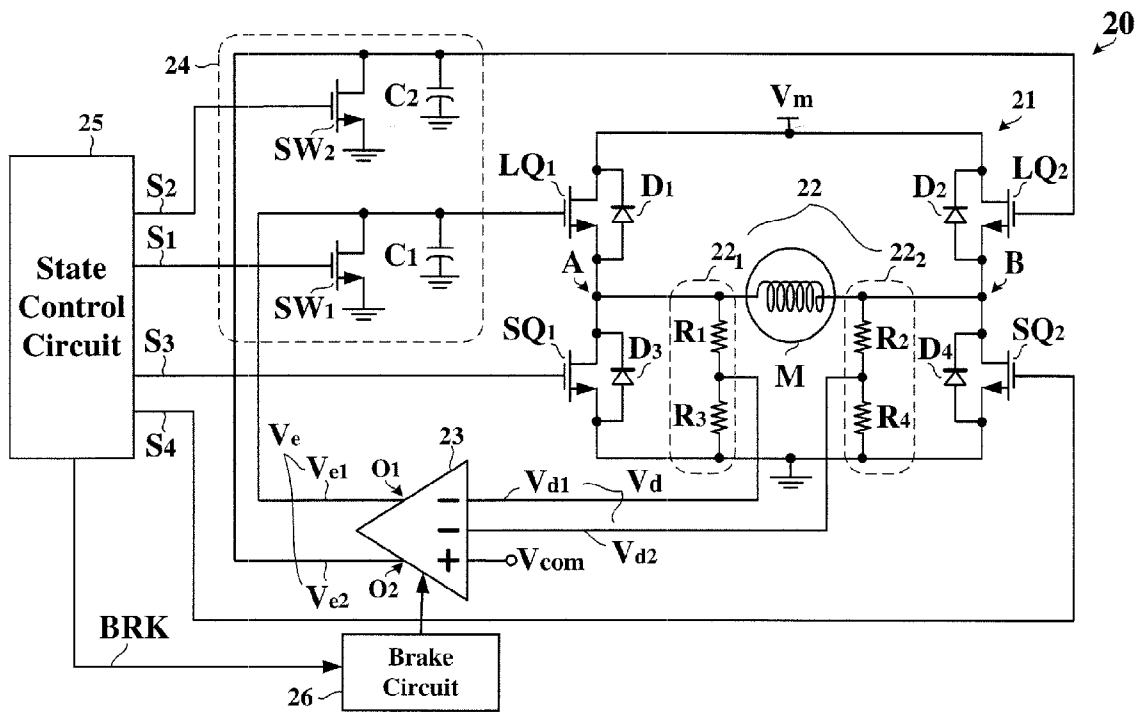 20
24
C2
SW2
Vm
21
25
LQ1
D1
D2
LQ2
S2
22
S1
C1
221
222
State
Control
Circuit
SW1
A
B
SQ1
D3
R1
R2
D4
SQ2
S3
M
R3
R4
S4
Ve
Ve1
O1
23
Vd1
Vd
Vd2
Vcom
Ve2
O2
BRK
Brake
Circuit
26